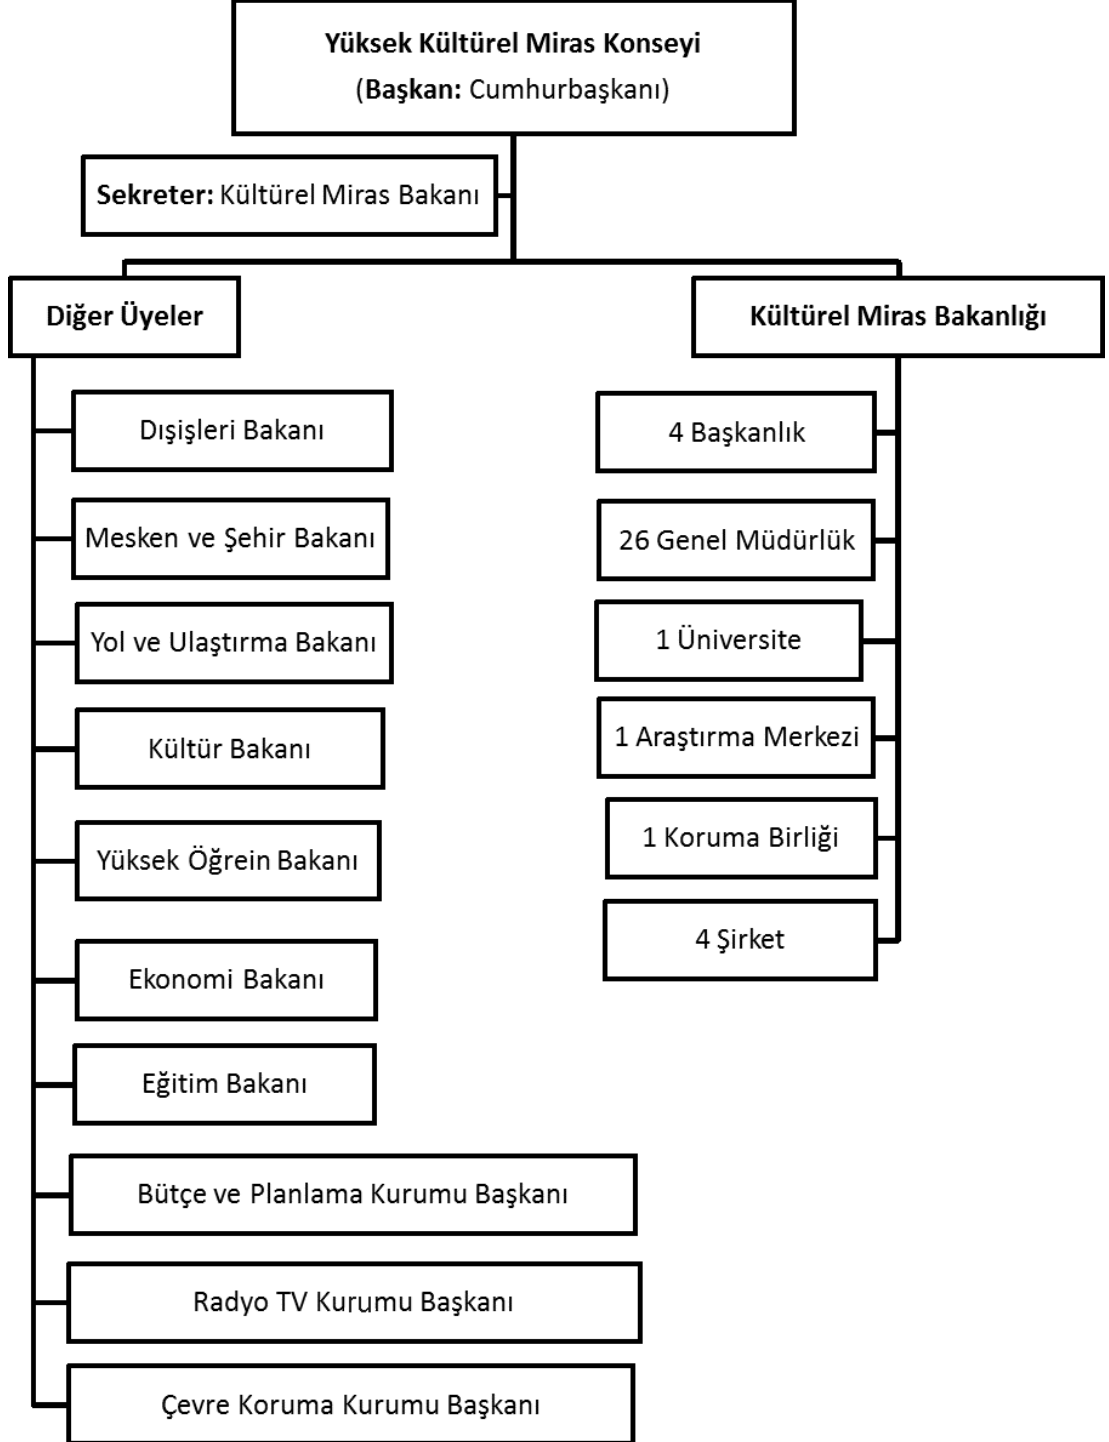 Yüksek Kültürel Miras Konseyi
(Başkan: Cumhurbaşkanı)
Sekreter: Kültürel Miras Bakanı
Diğer Üyeler
Dışişleri Bakanı
Mesken ve Şehir Bakanı
Yol ve Ulaştırma Bakanı
Kültür Bakanı
Yüksek Öğrein Bakanı
Ekonomi Bakanı
Eğitim Bakanı
Bütçe ve Planlama Kurumu Başkanı
Radyo TV Kurumu Başkanı
Çevre Koruma Kurumu Başkanı
Kültürel Miras Bakanlığı
4 Başkanlık
26 Genel Müdürlük
1 Üniversite
1 Araştırma Merkezi
1 Koruma Birliği
4 Şirket